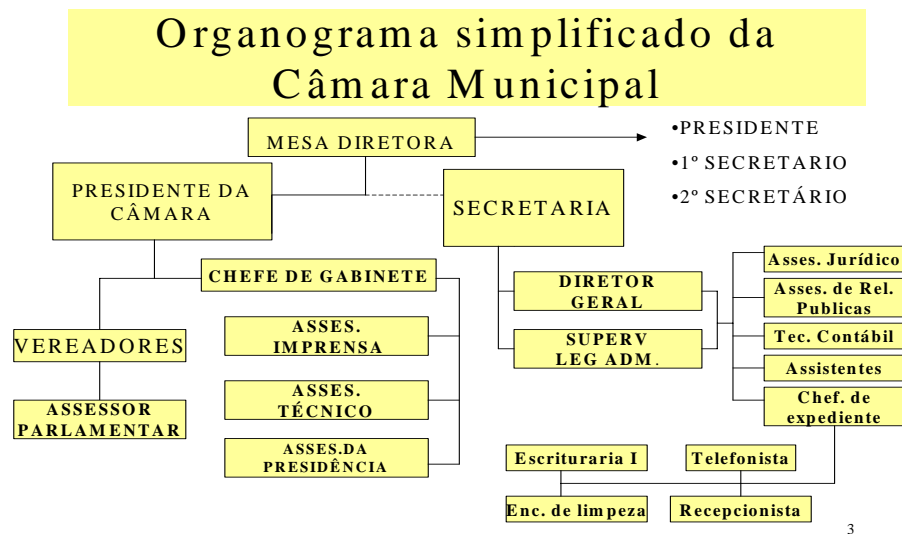 Organograma simplificado da
Câmara Municipal
MESA DIRETORA
•PRESIDENTE
•1º SECRETARIO
•2º SECRETÁRIO
PRESIDENTE DA
CÂMARA
SECRETARIA
CHEFE DE GABINETE
DIRETOR
GERAL
Asses. Jurídico
Asses. de Rel.
Publicas
ASSES.
IMPRENSA
SUPERV
LEG ADM.
Tec. Contábil
VEREADORES
Assistentes
ASSES.
TÉCNICO
Chef. de
expediente
ASSESSOR
PARLAMENTAR
ASSES.DA
PRESIDÊNCIA
Escrituraria I
Telefonista
Enc. de limpeza
Recepcionista
3